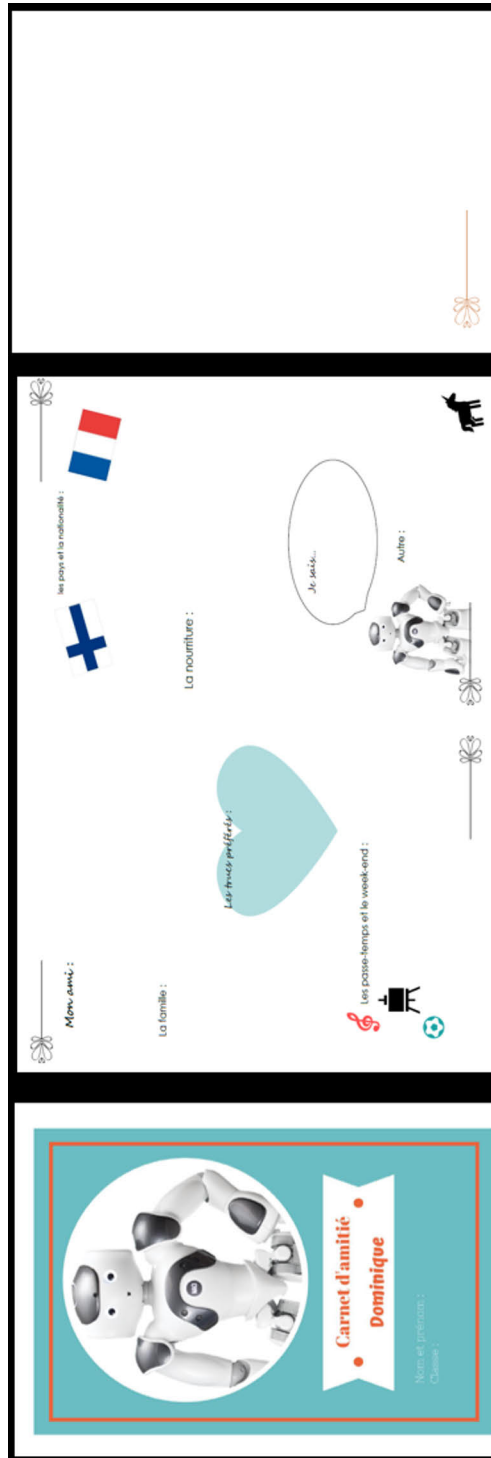 Carnet d'amitié
Dominique
Nom et prénom :
Classe :
Mon ami :
La famille :
Les trucs préférés :
Les passe-temps et le week-end :
les pays et la nationalité :
La nourriture :
Je sais...
Autre :